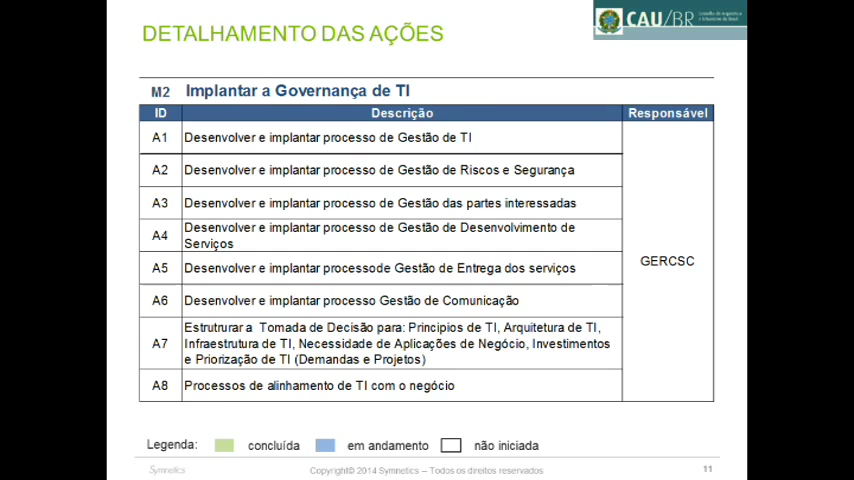 DETALHAMENTO DAS AÇÕES
CAU/BR
M2 Implantar a Governança de TI
ID Descrição Responsável
A1 Desenvolver e implantar processo de Gestão de TI
A2 Desenvolver e implantar processo de Gestão de Riscos e Segurança
A3 Desenvolver e implantar processo de Gestão das partes interessadas
A4 Desenvolver e implantar processo de Gestão de Desenvolvimento de
Serviços
A5 Desenvolver e implantar processode Gestão de Entrega dos serviços
GERCSC
A6 Desenvolver e implantar processo Gestão de Comunicação
A7 Estrutrurar a Tomada de Decisão para: Principios de TI, Arquitetura de TI,
Infraestrutura de TI, Necessidade de Aplicações de Negócio, Investimentos
e Priorização de TI (Demandas e Projetos)
A8 Processos de alinhamento de TI com o negócio
Legenda: concluída em andamento não iniciada
Symnetics Copyright© 2014 Symnetics – Todos os direitos reservados 11